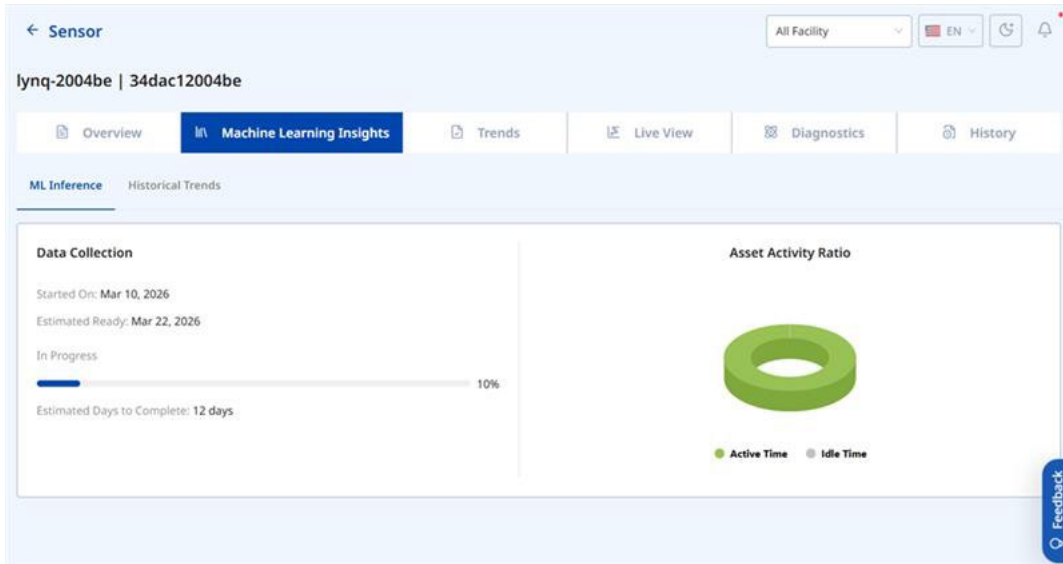 Sensor
All Facility
EN
lynq-2004be | 34dac12004be
Overview
Machine Learning Insights
Trends
Live View
Diagnostics
History
ML Inference
Historical Trends
Data Collection
Started On: Mar 10, 2026
Estimated Ready: Mar 22, 2026
In Progress
10%
Estimated Days to Complete: 12 days
Asset Activity Ratio
Active Time
Idle Time
Feedback